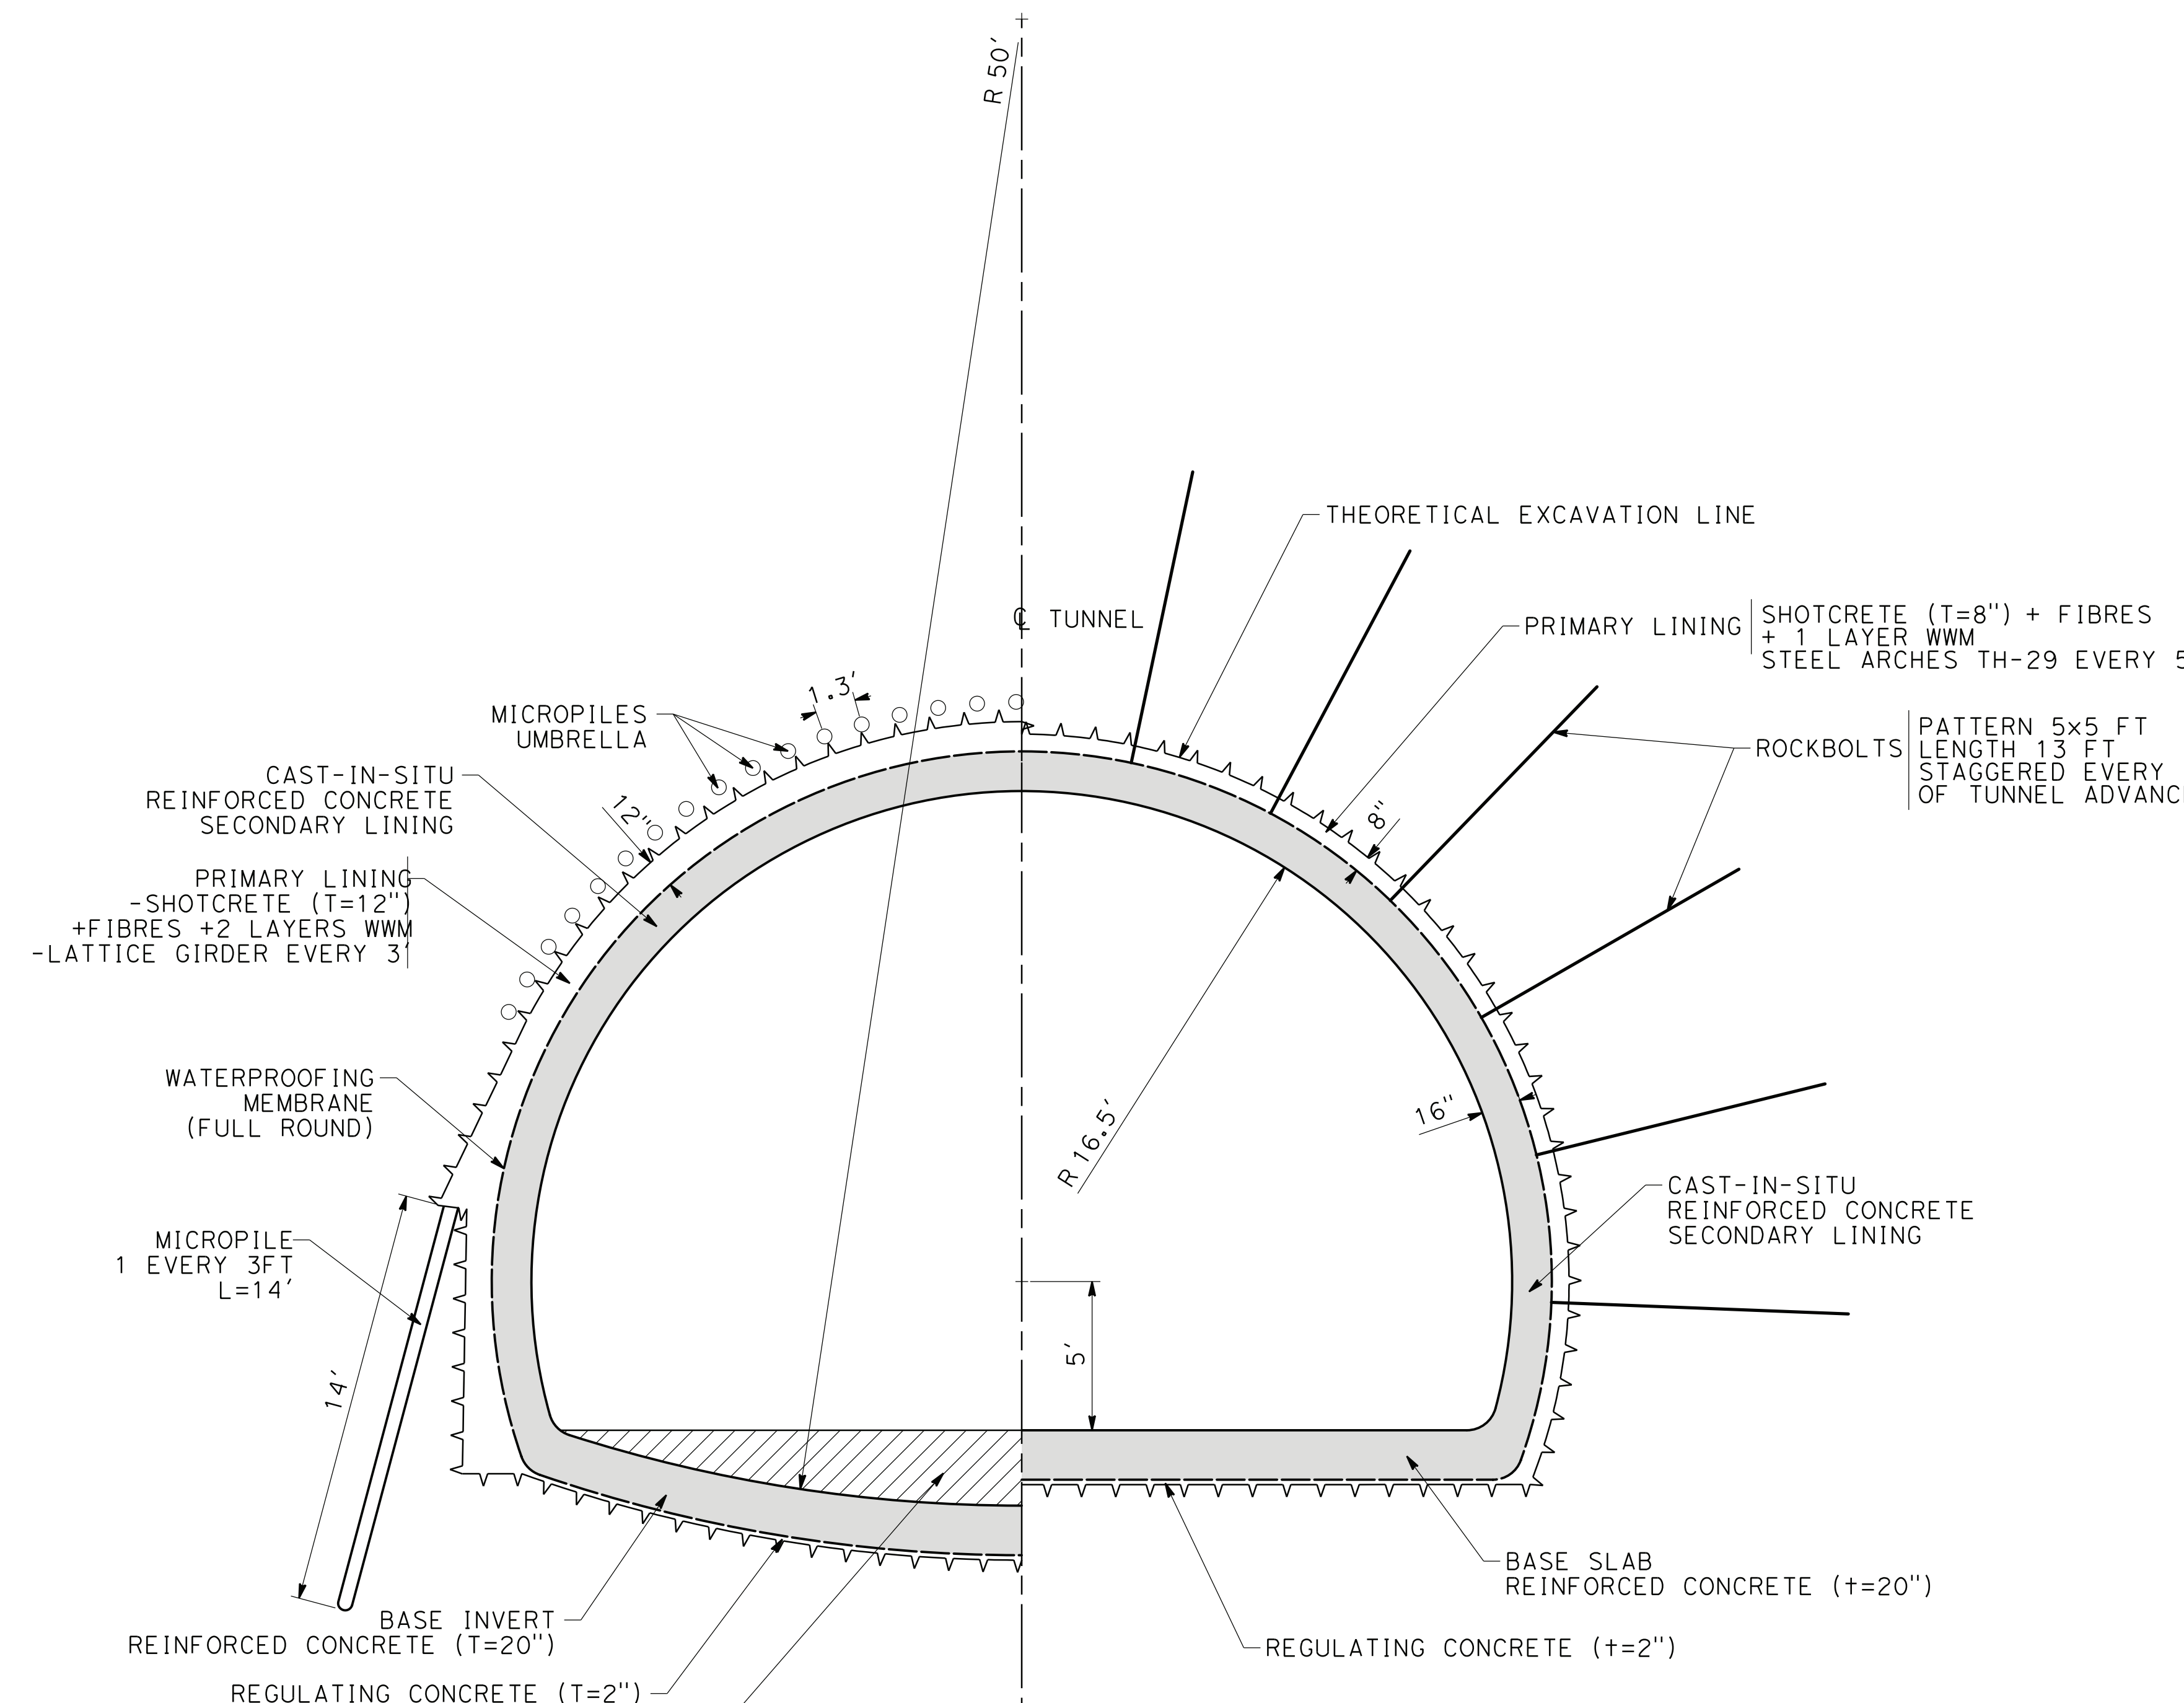 R 50'
THEORETICAL EXCAVATION LINE
℄ TUNNEL
PRIMARY LINING
SHOTCRETE (T=8") + FIBRES
+ 1 LAYER WWM
STEEL ARCHES TH-29 EVERY 5
ROCKBOLTS
PATTERN 5x5 FT
LENGTH 13 FT
STAGGERED EVERY
OF TUNNEL ADVANC
1.3'
MICROPILES
UMBRELLA
CAST-IN-SITU
REINFORCED CONCRETE
SECONDARY LINING
12"
8"
PRIMARY LINING
-SHOTCRETE (T=12")
+FIBRES +2 LAYERS WWM
-LATTICE GIRDER EVERY 3'
WATERPROOFING
MEMBRANE
(FULL ROUND)
R 16.5'
16"
CAST-IN-SITU
REINFORCED CONCRETE
SECONDARY LINING
MICROPILE
1 EVERY 3FT
L=14'
14'
5'
BASE SLAB
REINFORCED CONCRETE (t=20")
BASE INVERT
REINFORCED CONCRETE (T=20")
REGULATING CONCRETE (t=2")
REGULATING CONCRETE (T=2")